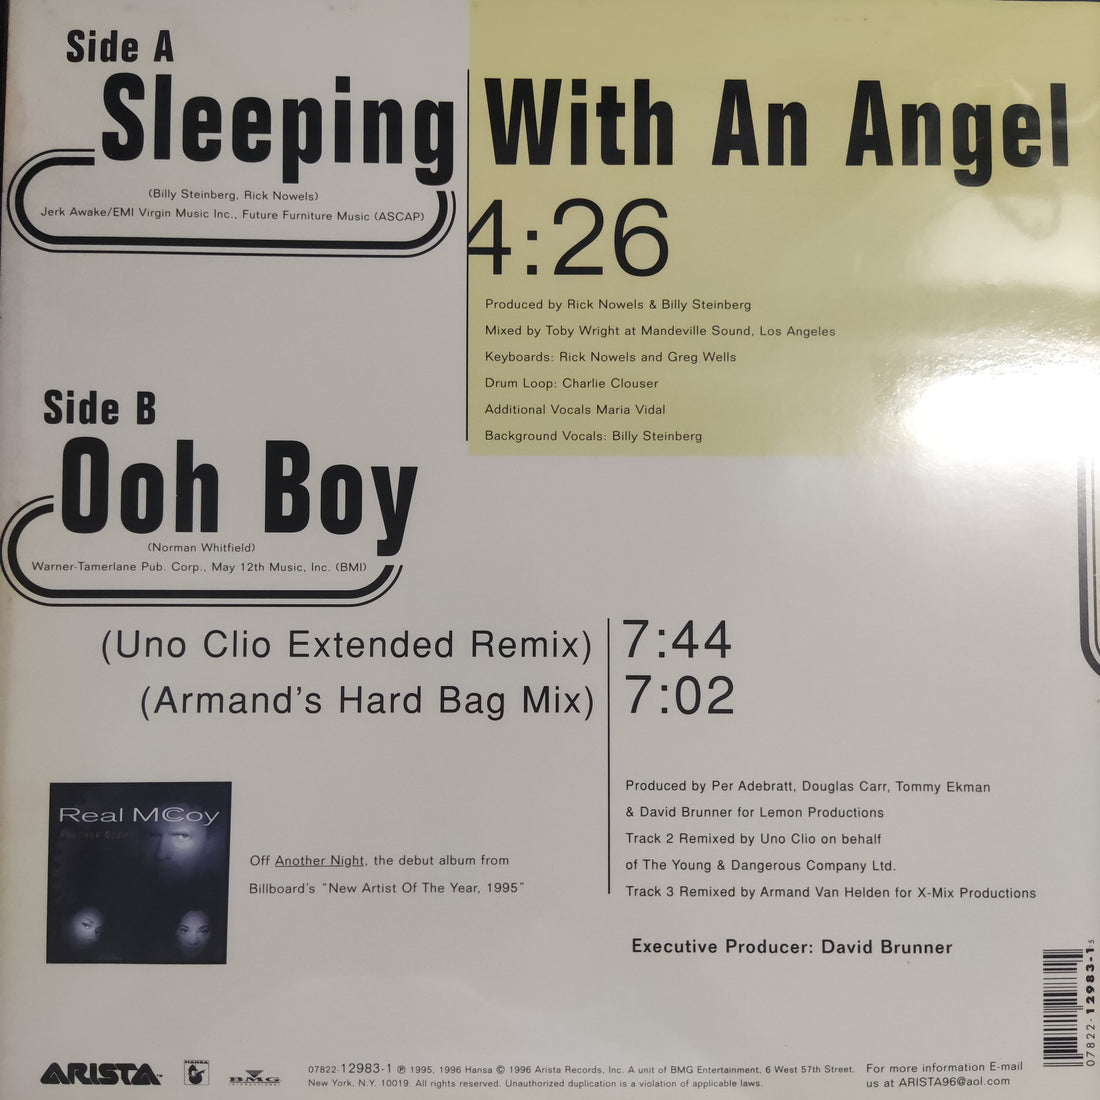 Side A
Sleeping With An Angel
(Billy Steinberg, Rick Nowels)
Jerk Awake/EMI Virgin Music Inc., Future Furniture Music (ASCAP)
4:26
Produced by Rick Nowels & Billy Steinberg
Mixed by Toby Wright at Mandeville Sound, Los Angeles
Keyboards: Rick Nowels and Greg Wells
Drum Loop: Charlie Clouser
Additional Vocals Maria Vidal
Background Vocals: Billy Steinberg
Side B
Ooh Boy
(Norman Whitfield)
Warner-Tamerlane Pub. Corp., May 12th Music, Inc. (BMI)
(Uno Clio Extended Remix) 7:44
(Armand's Hard Bag Mix) 7:02
Produced by Per Adebratt, Douglas Carr, Tommy Ekman
& David Brunner for Lemon Productions
Track 2 Remixed by Uno Clio on behalf
of The Young & Dangerous Company Ltd.
Track 3 Remixed by Armand Van Helden for X-Mix Productions
Executive Producer: David Brunner
Real McCoy
ANOTHER NIGHT
Off Another Night, the debut album from
Billboard's "New Artist Of The Year, 1995"
07822-12983-1 5
ARISTA™
HANSA
BMG
INTERNATIONAL
07822-12983-1 ℗ 1995, 1996 Hansa © 1996 Arista Records, Inc. A unit of BMG Entertainment, 6 West 57th Street,
New York, N.Y. 10019. All rights reserved. Unauthorized duplication is a violation of applicable laws.
For more information E-mail
us at ARISTA96@aol.com